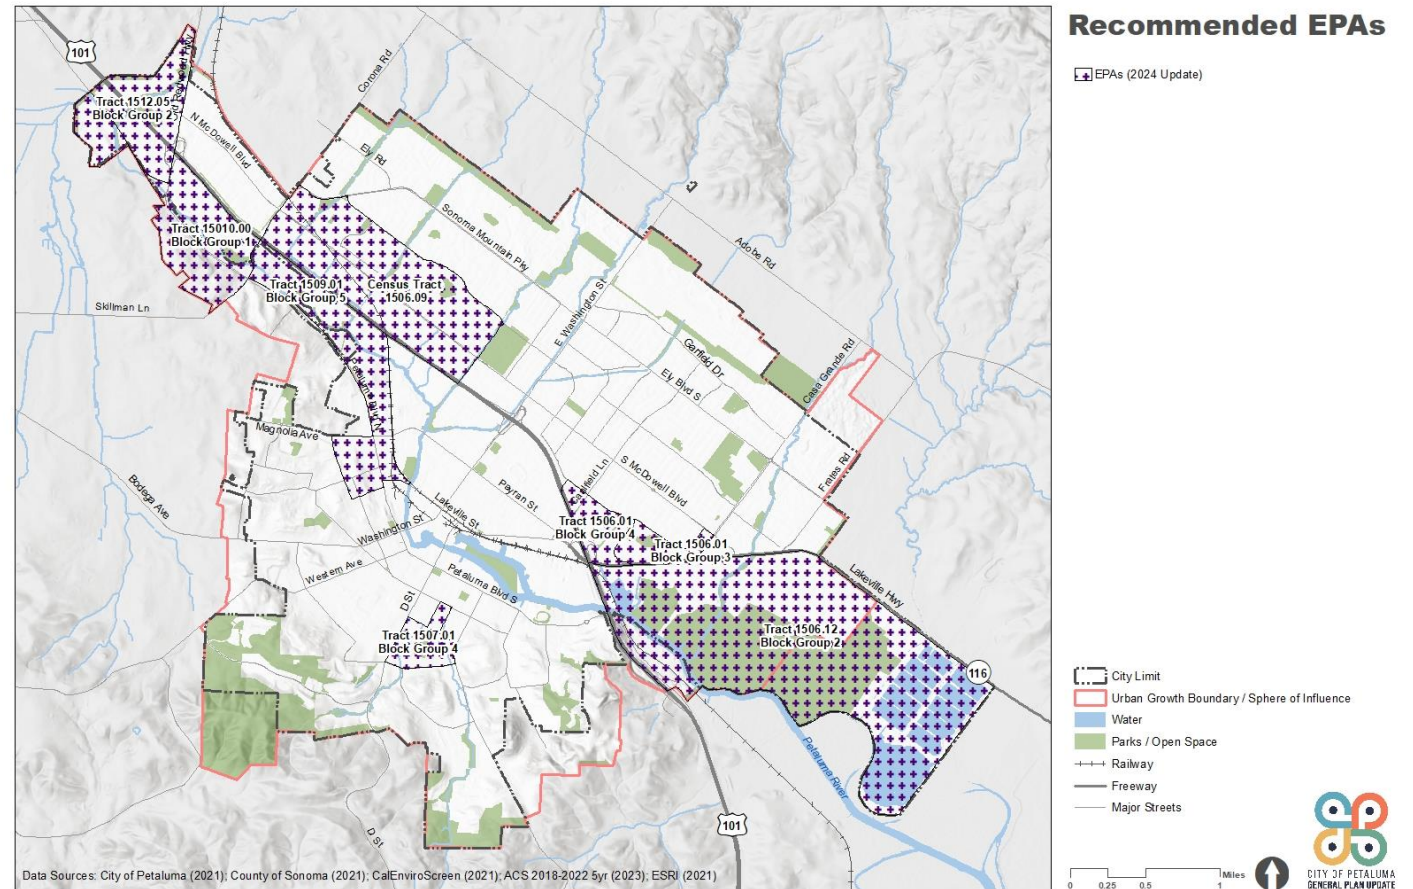 Recommended EPAs
EPAs (2024 Update)
101
Corona Rd
Tract 1512.05
Block Group 2
N McDowell Blvd
Ely Rd
Sonoma Mountain Pky
Adobe Rd
Tract 15010.00
Block Group 1
Tract 1509.01
Block Group 5
Census Tract
1506.09
Skillman Ln
E Washington St
Garfield Dr
Casa Grande Rd
Ely Blvd S
Petaluma Blvd N
Magnolia Ave
Bodega Ave
Caulfield Ln
S McDowell Blvd
Frates Rd
Payran St
Lakeville St
Washington St
Tract 1506.01
Block Group 4
Tract 1506.01
Block Group 3
Western Ave
Petaluma Blvd S
D St
Lakeville Hwy
Tract 1507.01
Block Group 4
Tract 1506.12
Block Group 2
116
Petaluma River
101
D St
City Limit
Urban Growth Boundary / Sphere of Influence
Water
Parks / Open Space
Railway
Freeway
Major Streets
Data Sources: City of Petaluma (2021); County of Sonoma (2021); CalEnviroScreen (2021); ACS 2018-2022 5yr (2023); ESRI (2021)
Miles
0 0.25 0.5 1
CITY OF PETALUMA
GENERAL PLAN UPDATE